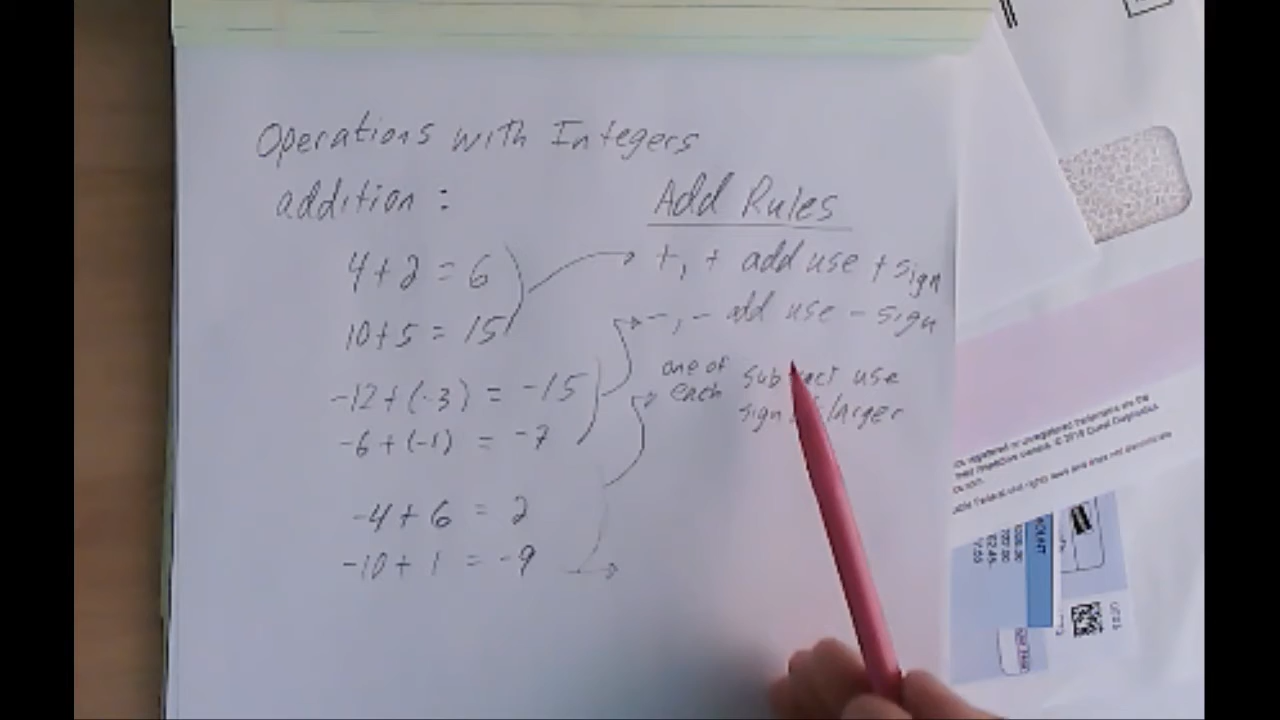 Operations with Integers
addition :
Add Rules
4 + 2 = 6
10 + 5 = 15
-12 + (-3) = -15
-6 + (-1) = -7
-4 + 6 = 2
-10 + 1 = -9
+, + add use + sign
-, - add use - sign
one of each subtract use
sign of larger